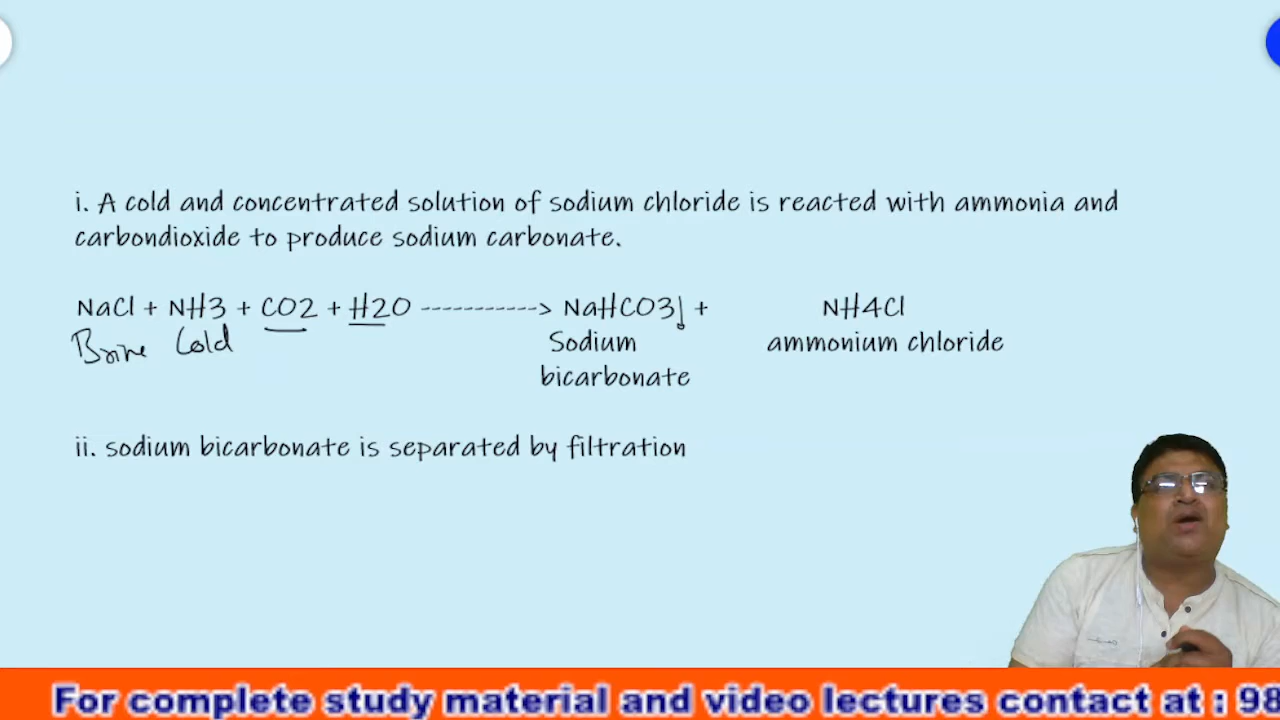 i. A cold and concentrated solution of sodium chloride is reacted with ammonia and
carbondioxide to produce sodium carbonate.
NaCl + NH3 + CO2 + H2O -----------> NaHCO3↓ + NH4Cl
Brine Cold
Sodium ammonium chloride
bicarbonate
ii. sodium bicarbonate is separated by filtration
For complete study material and video lectures contact at : 98